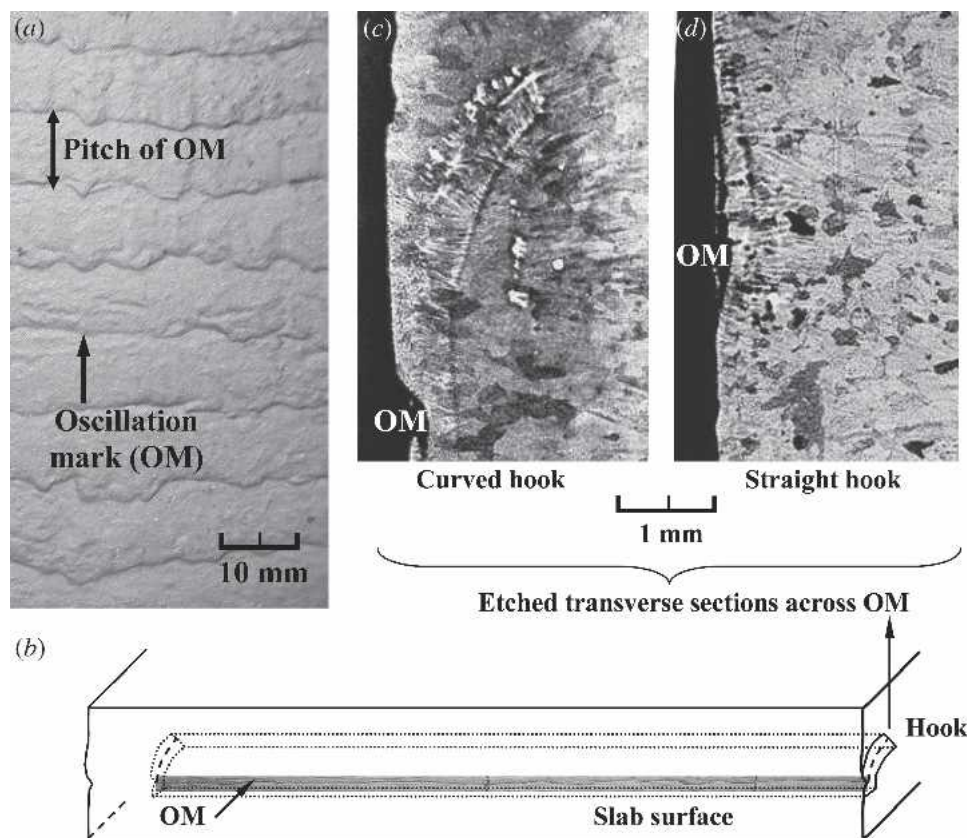 (a)
Pitch of OM
Oscillation
mark (OM)
10 mm
(c)
OM
Curved hook
(d)
OM
Straight hook
1 mm
Etched transverse sections across OM
(b)
Hook
OM
Slab surface